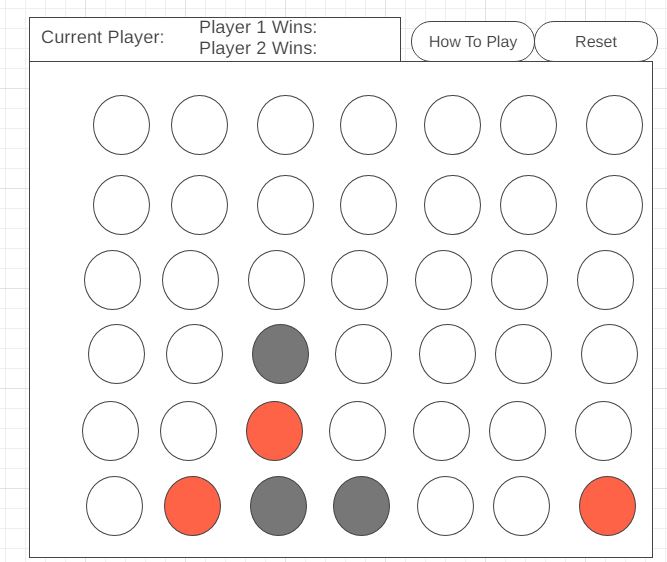 Current Player:
Player 1 Wins:
Player 2 Wins:
How To Play
Reset